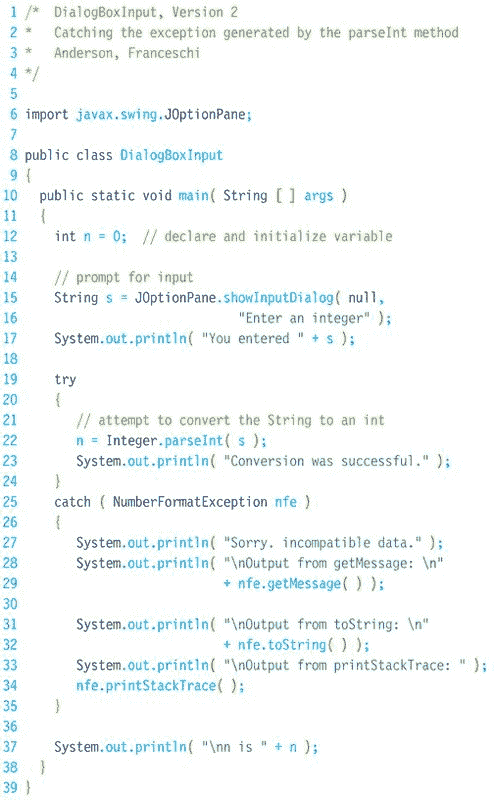 1 /* DialogBoxInput, Version 2
2 * Catching the exception generated by the parseInt method
3 * Anderson, Franceschi
4 */
5
6 import javax.swing.JOptionPane;
7
8 public class DialogBoxInput
9 {
10 public static void main( String [ ] args )
11 {
12 int n = 0; // declare and initialize variable
13
14 // prompt for input
15 String s = JOptionPane.showInputDialog( null,
16 "Enter an integer" );
17 System.out.println( "You entered " + s );
18
19 try
20 {
21 // attempt to convert the String to an int
22 n = Integer.parseInt( s );
23 System.out.println( "Conversion was successful." );
24 }
25 catch ( NumberFormatException nfe )
26 {
27 System.out.println( "Sorry. incompatible data." );
28 System.out.println( "\nOutput from getMessage: \n"
29 + nfe.getMessage( ) );
30
31 System.out.println( "\nOutput from toString: \n"
32 + nfe.toString( ) );
33 System.out.println( "\nOutput from printStackTrace: " );
34 nfe.printStackTrace( );
35 }
36
37 System.out.println( "\nn is " + n );
38 }
39 }